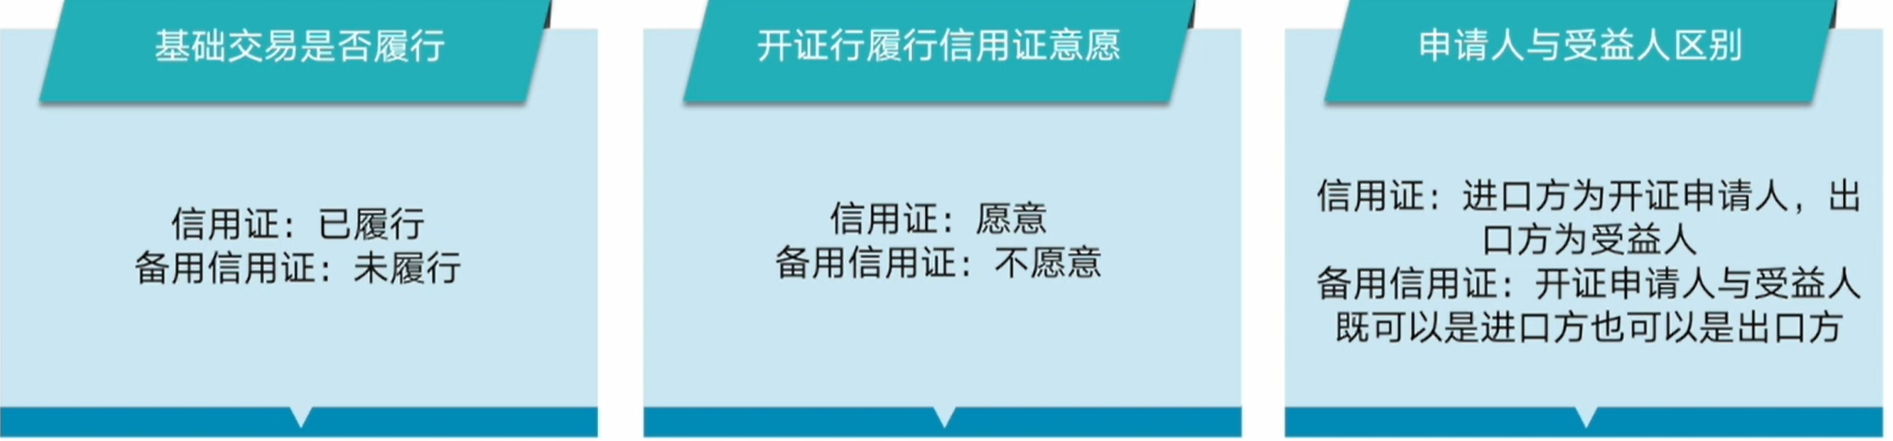 基础交易是否履行
信用证：已履行
备用信用证：未履行
开证行履行信用证意愿
信用证：愿意
备用信用证：不愿意
申请人与受益人区别
信用证：进口方为开证申请人，出
口方为受益人
备用信用证：开证申请人与受益人
既可以是进口方也可以是出口方